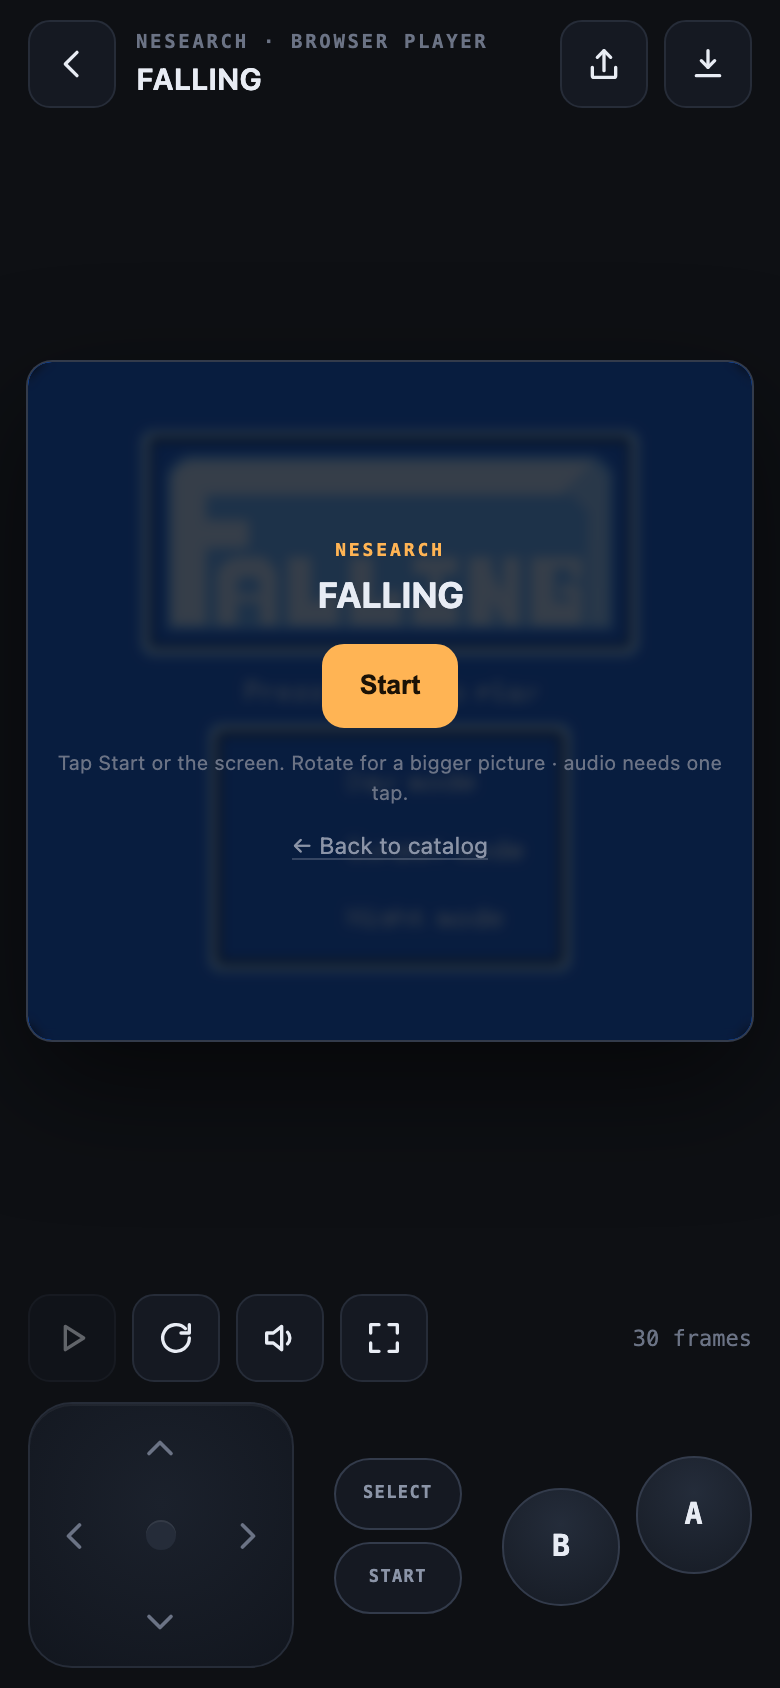 NESEARCH · BROWSER PLAYER
FALLING
FALLING
NESEARCH
FALLING
Start
Tap Start or the screen. Rotate for a bigger picture · audio needs one
tap.
← Back to catalog
30 frames
SELECT
START
B
A